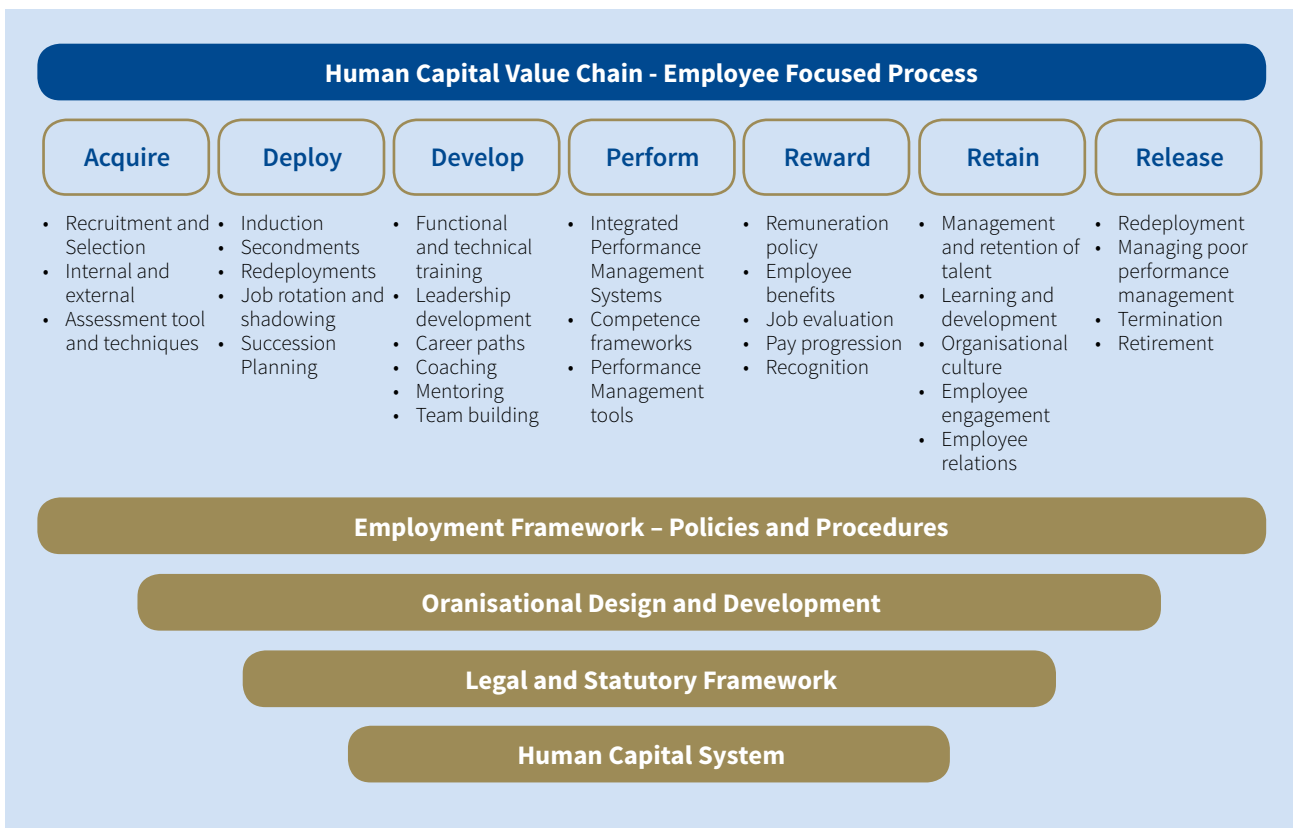 Human Capital Value Chain - Employee Focused Process
Acquire
• Recruitment and
Selection
• Internal and
external
• Assessment tool
and techniques
Deploy
• Induction
• Secondments
• Redeployments
• Job rotation and
shadowing
• Succession
Planning
Develop
• Functional
and technical
training
• Leadership
development
• Career paths
• Coaching
• Mentoring
• Team building
Perform
• Integrated
Performance
Management
Systems
• Competence
frameworks
• Performance
Management
tools
Reward
• Remuneration
policy
• Employee
benefits
• Job evaluation
• Pay progression
• Recognition
Retain
• Management
and retention of
talent
• Learning and
development
• Organisational
culture
• Employee
engagement
• Employee
relations
Release
• Redeployment
• Managing poor
performance
management
• Termination
• Retirement
Employment Framework – Policies and Procedures
Oranisational Design and Development
Legal and Statutory Framework
Human Capital System